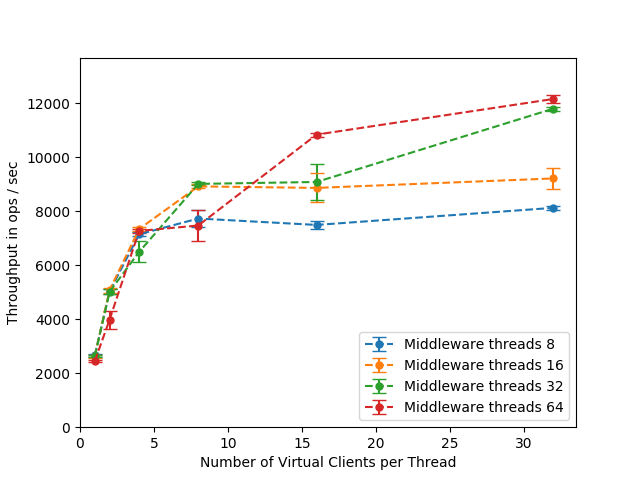 12000
10000
8000
6000
4000
2000
0
0 5 10 15 20 25 30
Throughput in ops / sec
Number of Virtual Clients per Thread
Middleware threads 8
Middleware threads 16
Middleware threads 32
Middleware threads 64